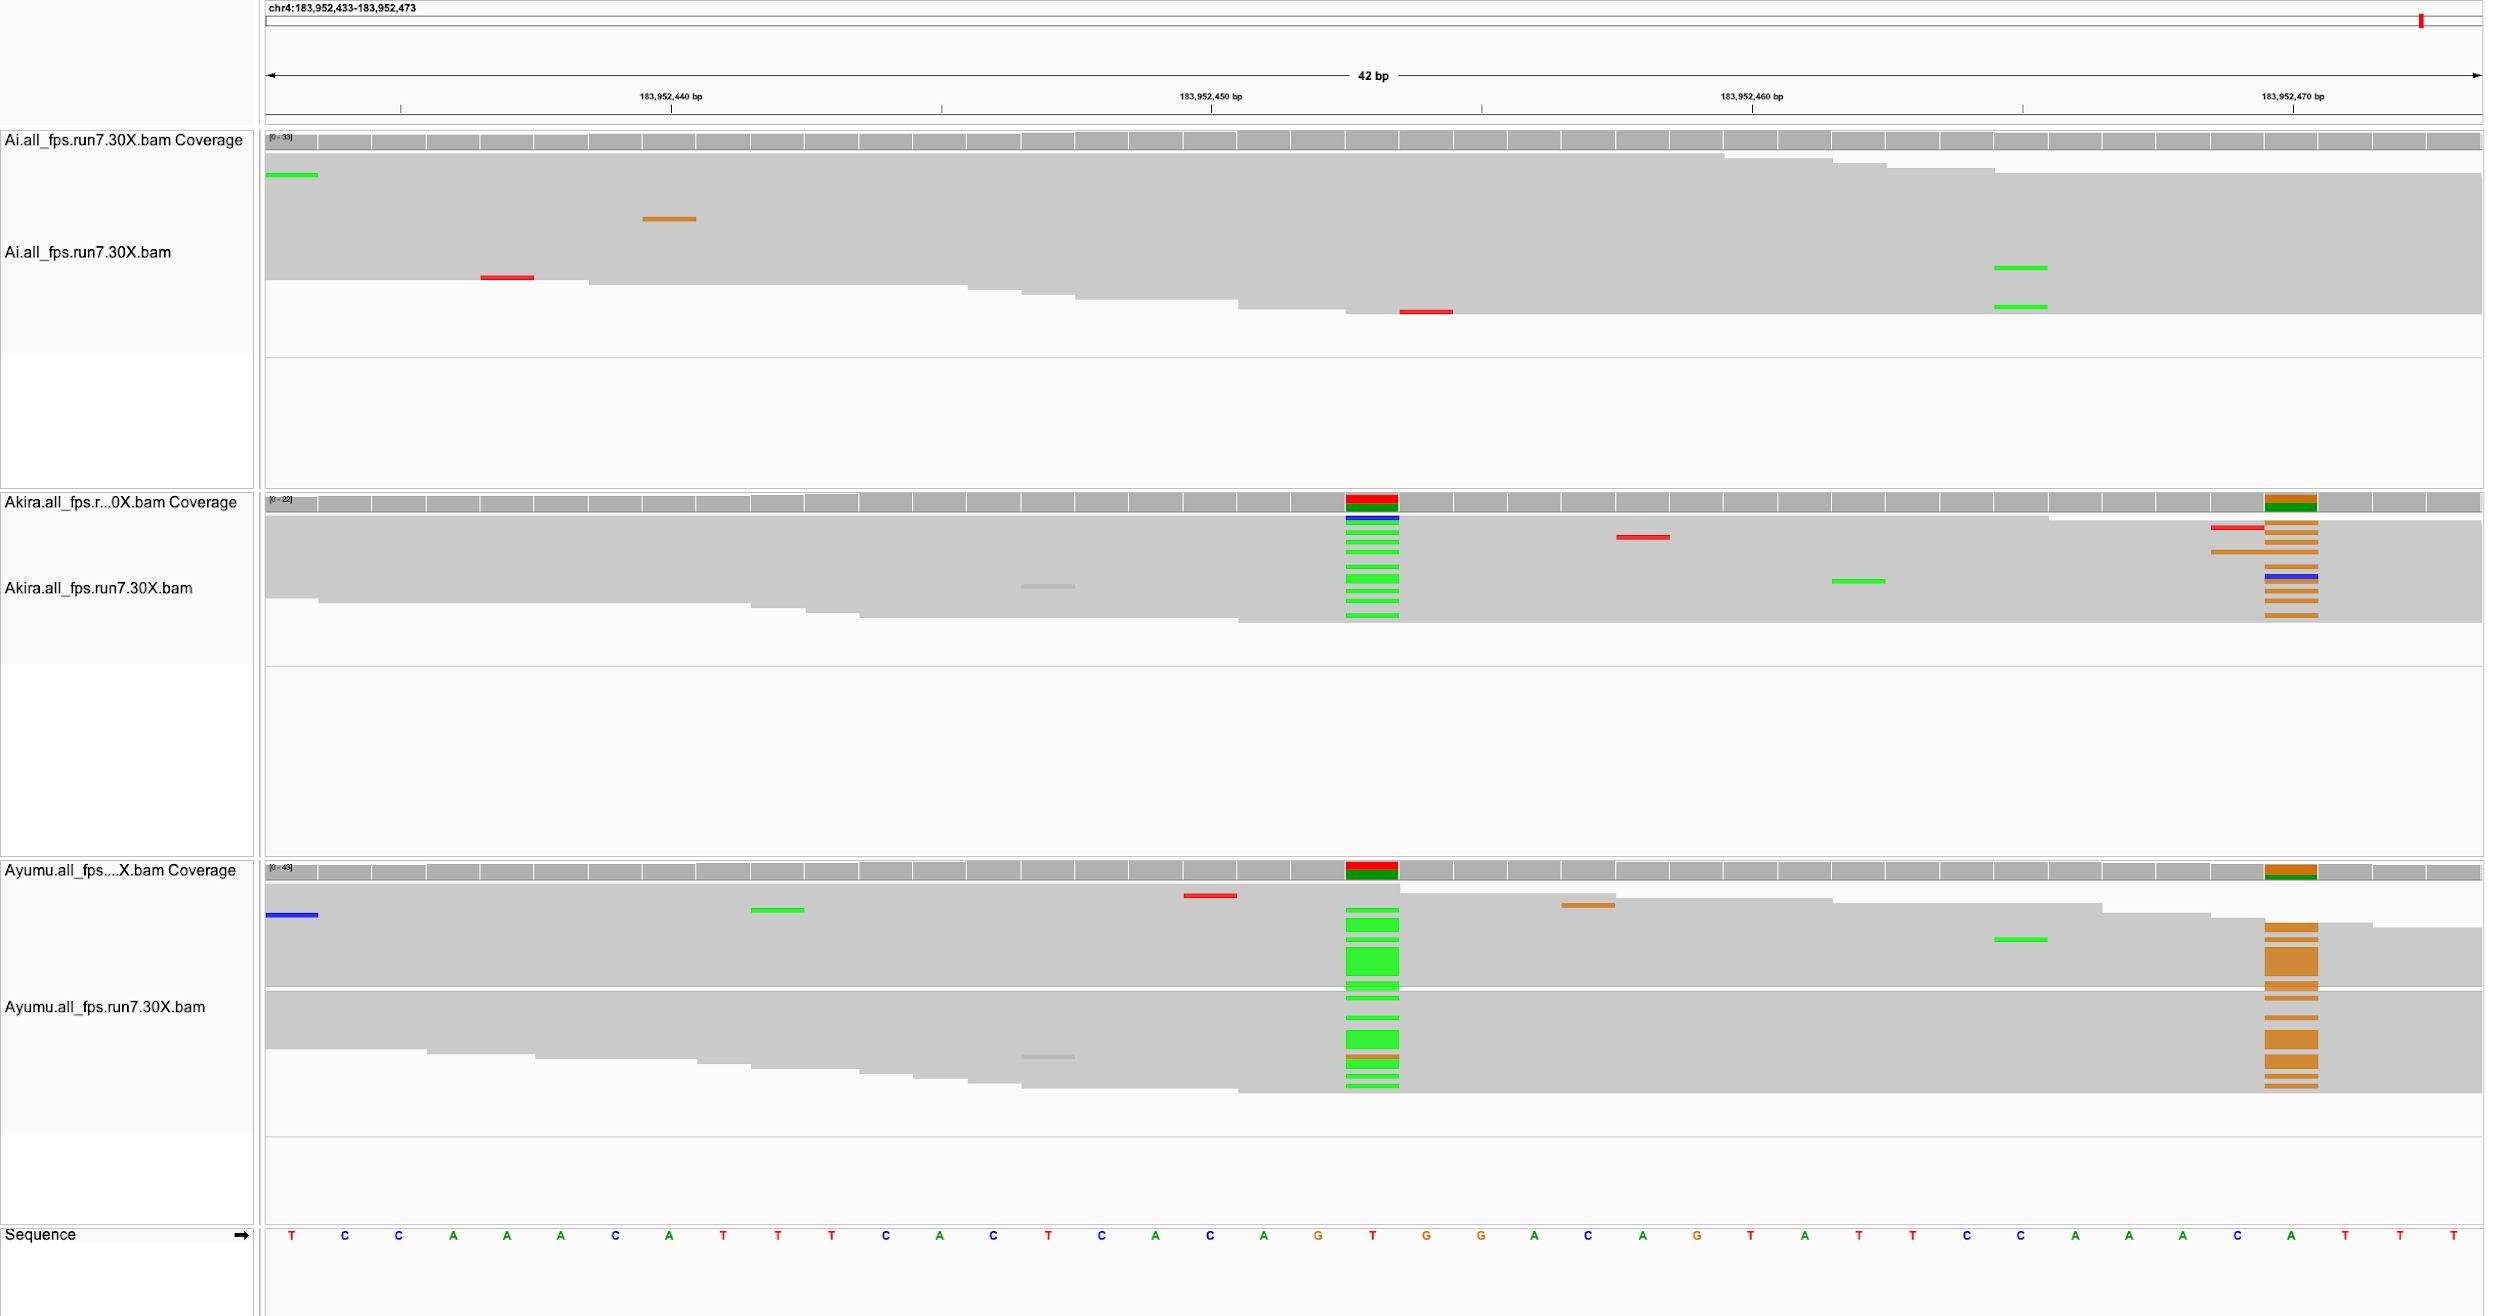 chr4:183,952,433-183,952,473
42 bp
183,952,440 bp 183,952,450 bp 183,952,460 bp 183,952,470 bp
Ai.all_fps.run7.30X.bam Coverage
[0 - 33]
Ai.all_fps.run7.30X.bam
Akira.all_fps.r...0X.bam Coverage
[0 - 22]
Akira.all_fps.run7.30X.bam
Ayumu.all_fps....X.bam Coverage
[0 - 43]
Ayumu.all_fps.run7.30X.bam
Sequence T C C A A A C A T T T C A C T C A C A G T G G A C A G T A T T C C A A A C A T T T